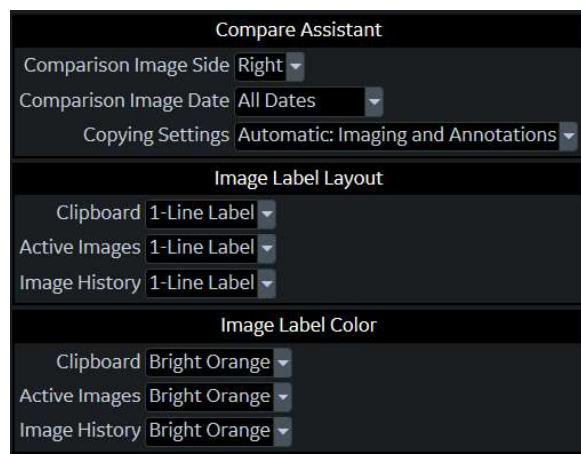 Compare Assistant
Comparison Image Side Right
Comparison Image Date All Dates
Copying Settings Automatic: Imaging and Annotations
Image Label Layout
Clipboard 1-Line Label
Active Images 1-Line Label
Image History 1-Line Label
Image Label Color
Clipboard Bright Orange
Active Images Bright Orange
Image History Bright Orange